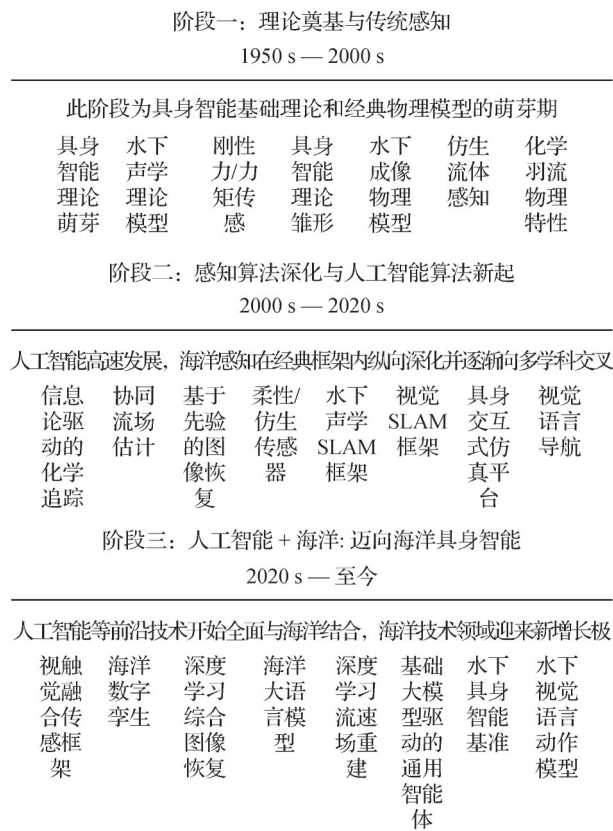 阶段一：理论奠基与传统感知
1950 s — 2000 s
此阶段为具身智能基础理论和经典物理模型的萌芽期
具身 水下 刚性 具身 水下 仿生 化学
智能 声学 力/力 智能 成像 流体 羽流
理论 理论 矩传 理论 物理 感知 物理
萌芽 模型 感 雏形 模型 特性
阶段二：感知算法深化与人工智能算法新起
2000 s — 2020 s
人工智能高速发展，海洋感知在经典框架内纵向深化并逐渐向多学科交叉
信息 协同 基于 柔性/ 水下 视觉 具身 视觉
论驱 流场 先验 仿生 声学 SLAM 交互 语言
动的 估计 的图 传感 SLAM 框架 式仿 导航
化学 像恢 器 框架 真平
追踪 复 台
阶段三：人工智能 + 海洋: 迈向海洋具身智能
2020 s — 至今
人工智能等前沿技术开始全面与海洋结合，海洋技术领域迎来新增长极
视触 海洋 深度 海洋 深度 基础 水下 水下
觉融 数字 学习 大语 学习 大模 具身 视觉
合传 孪生 综合 言模 流速 型驱 智能 语言
感框 图像 型 场重 动的 基准 动作
架 恢复 建 通用 模型
智能
体